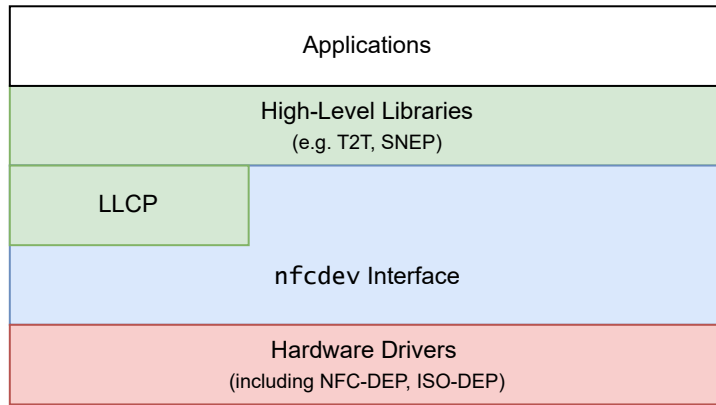 Applications
High-Level Libraries
(e.g. T2T, SNEP)
LLCP
nfcdev Interface
Hardware Drivers
(including NFC-DEP, ISO-DEP)